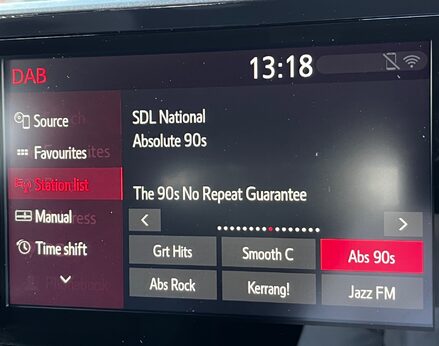 DAB
13:18
Source
Favourites
Station list
Manual
Time shift
SDL National
Absolute 90s
The 90s No Repeat Guarantee
Grt Hits
Smooth C
Abs 90s
Abs Rock
Kerrang!
Jazz FM